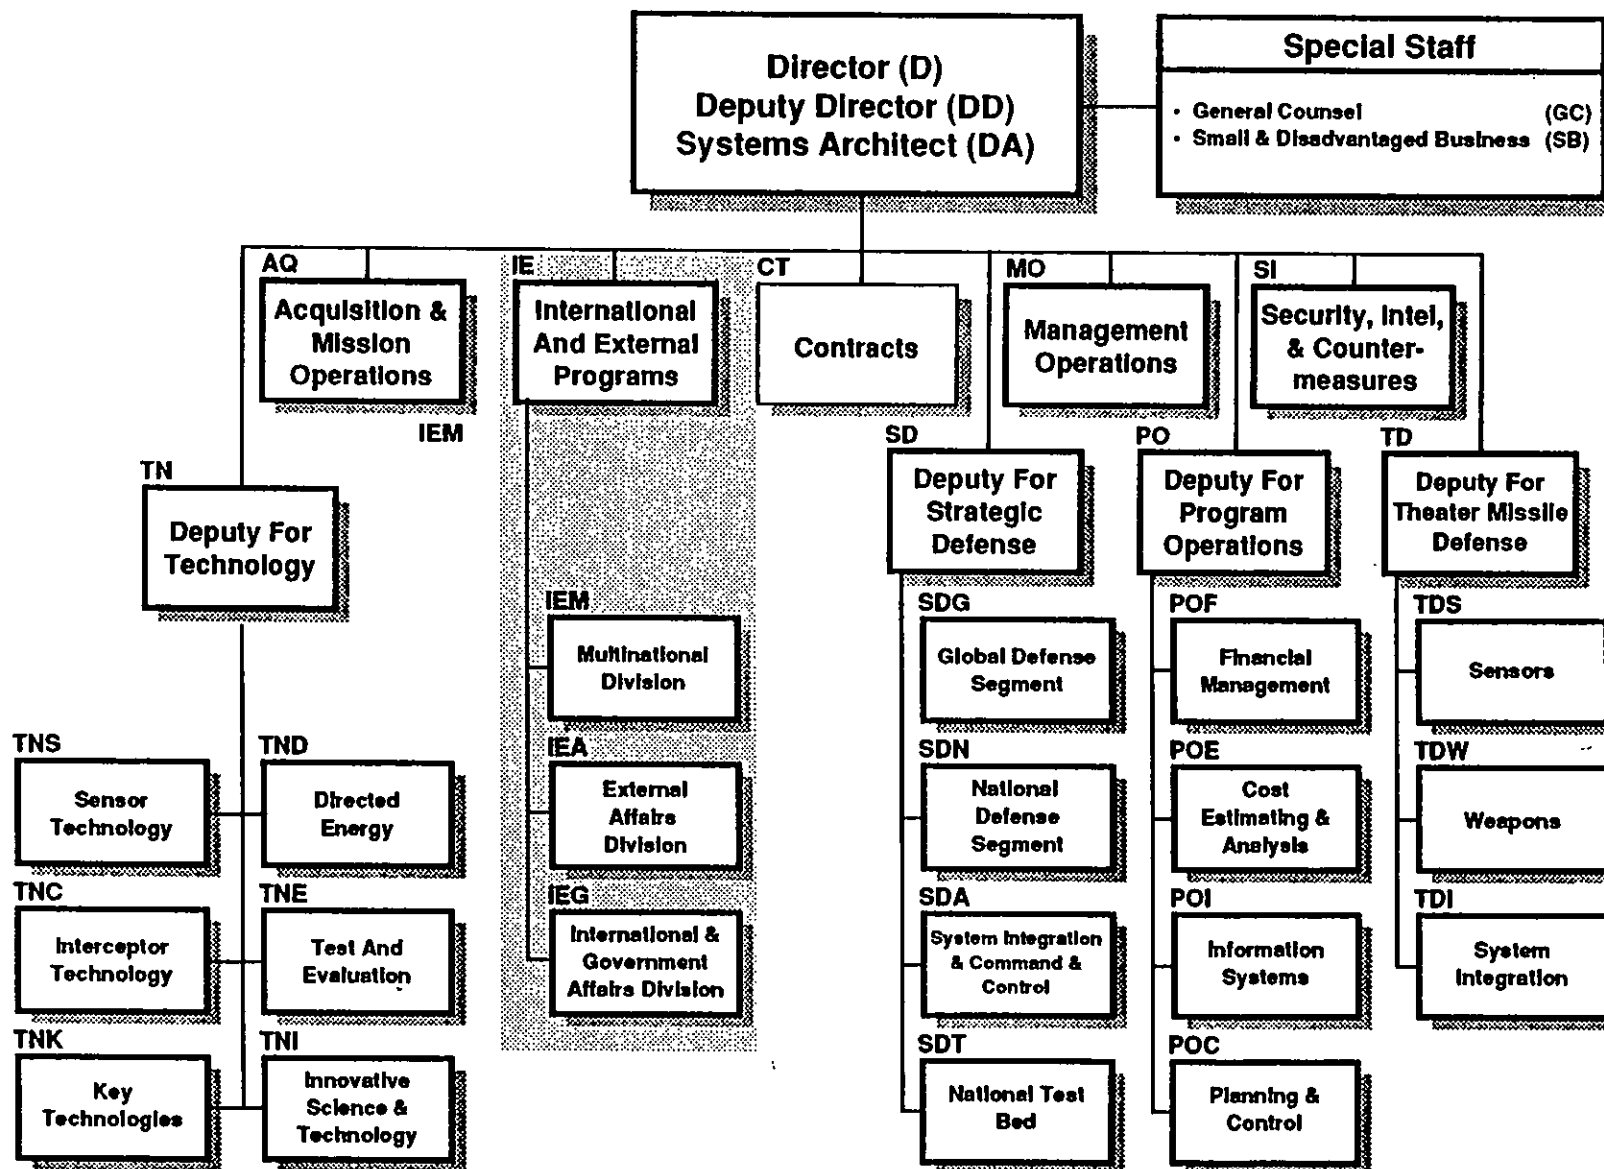 Director (D)
Deputy Director (DD)
Systems Architect (DA)
Special Staff
• General Counsel (GC)
• Small & Disadvantaged Business (SB)
AQ
Acquisition &
Mission
Operations
IEM
IE
International
And External
Programs
CT
Contracts
MO
Management
Operations
SI
Security, Intel,
& Counter-
measures
TN
Deputy For
Technology
SD
Deputy For
Strategic
Defense
PO
Deputy For
Program
Operations
TD
Deputy For
Theater Missile
Defense
TNS
Sensor
Technology
TND
Directed
Energy
TNC
Interceptor
Technology
TNE
Test And
Evaluation
TNK
Key
Technologies
TNI
Innovative
Science &
Technology
IEM
Multinational
Division
IEA
External
Affairs
Division
IEG
International &
Government
Affairs Division
SDG
Global Defense
Segment
SDN
National
Defense
Segment
SDA
System Integration
& Command &
Control
SDT
National Test
Bed
POF
Financial
Management
POE
Cost
Estimating &
Analysis
POI
Information
Systems
POC
Planning &
Control
TDS
Sensors
TDW
Weapons
TDI
System
Integration